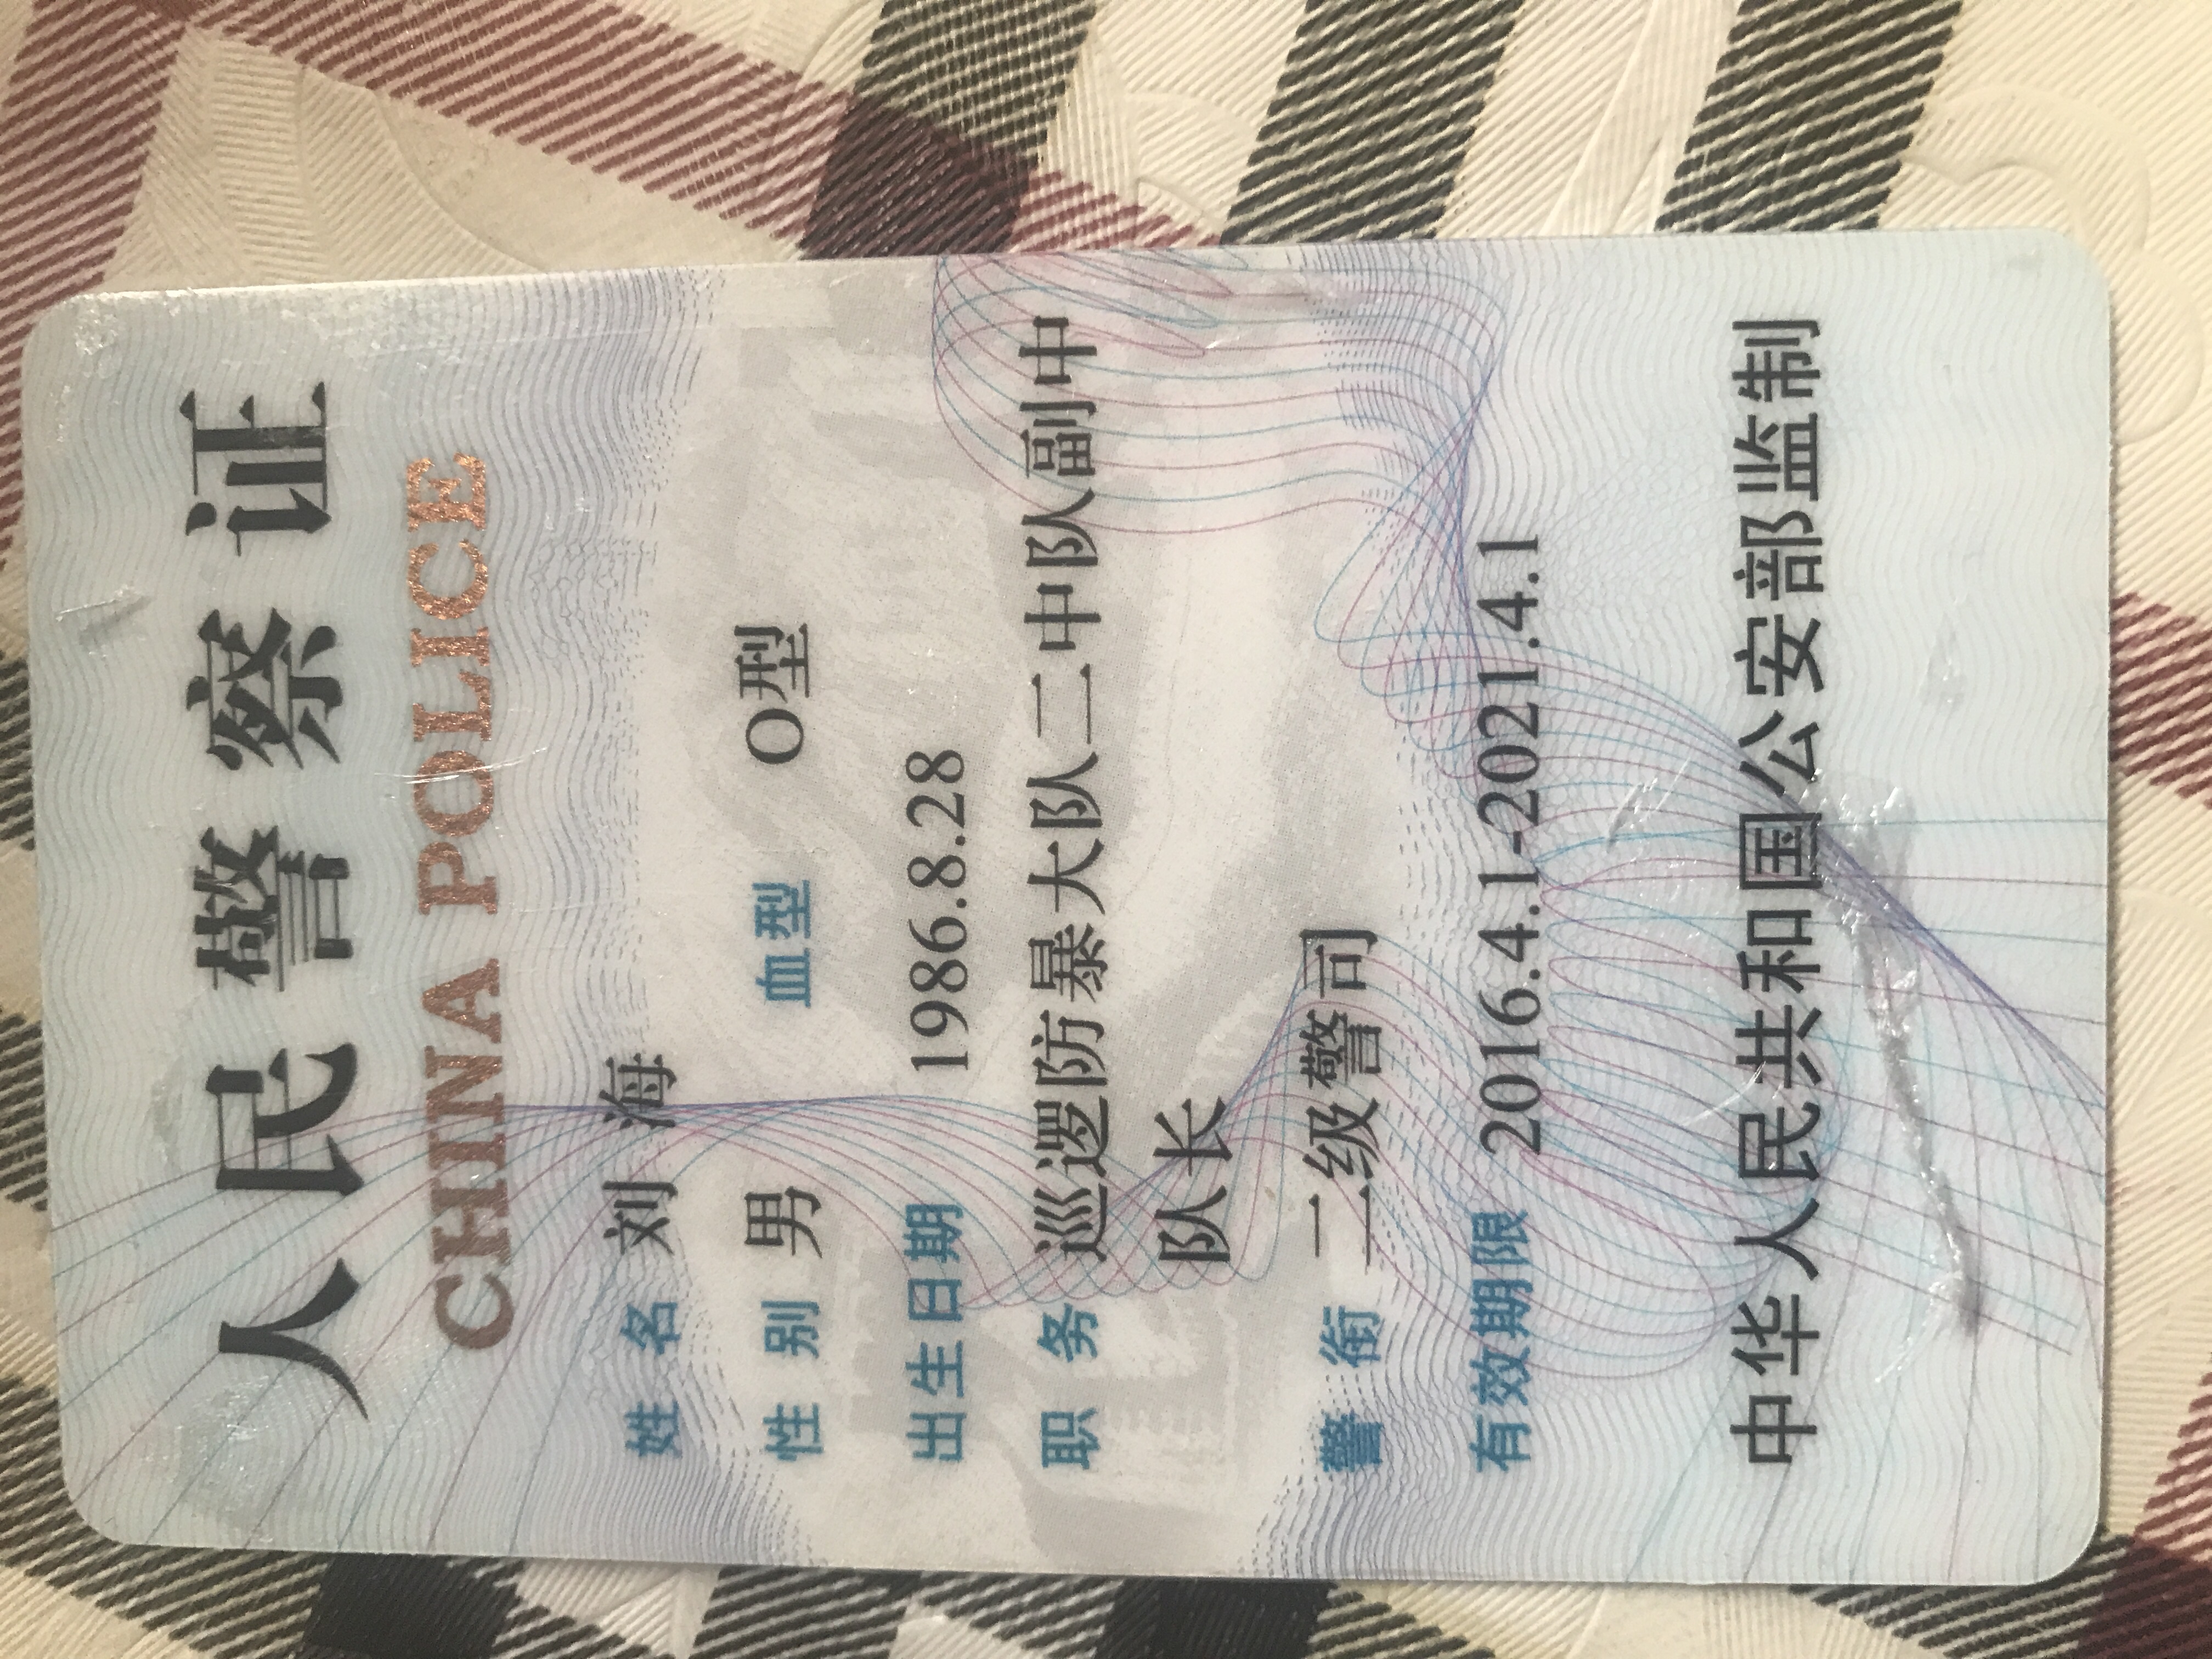 人民警察证
CHINA POLICE
姓名 刘海
性别 男 血型 O型
出生日期 1986.8.28
职务 巡逻防暴大队二中队副中
队长
警衔 二级警司
有效期限 2016.4.1-2021.4.1
中华人民共和国公安部监制